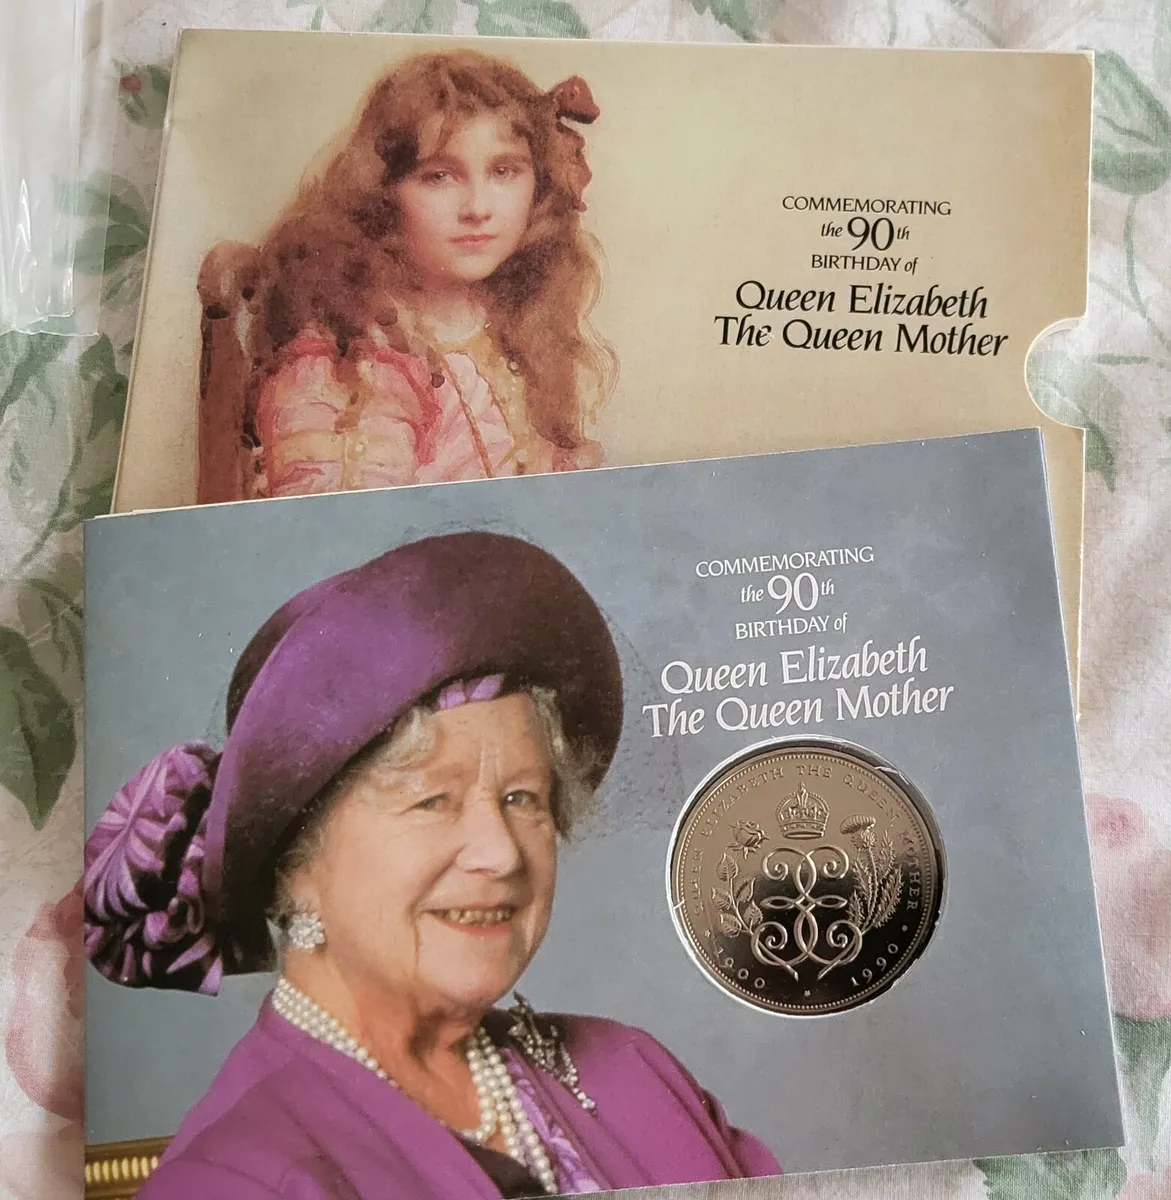 COMMEMORATING
the 90th
BIRTHDAY of
Queen Elizabeth
The Queen Mother
COMMEMORATING
the 90th
BIRTHDAY of
Queen Elizabeth
The Queen Mother
QUEEN ELIZABETH THE QUEEN MOTHER
1900 * 1990